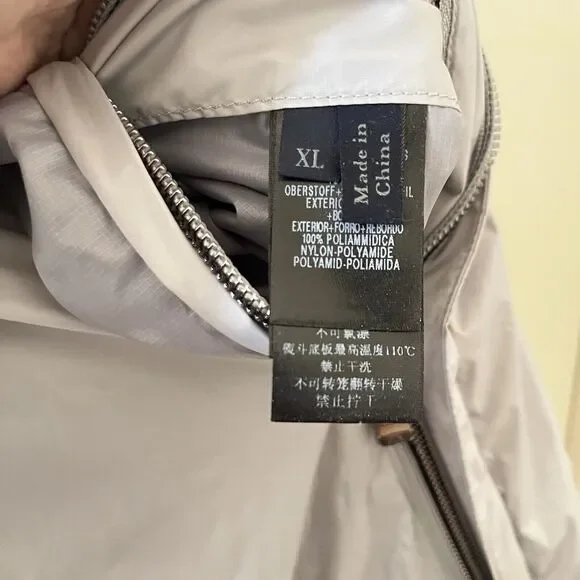 XL
Made in
China
OBERSTOFF+
EXTERIO
+BO
EXTERIOR+FORRO+REBORDO
100% POLIAMMIDICA
NYLON-POLYAMIDE
POLYAMID-POLIAMIDA
不可氯漂
熨斗底板最高温度110℃
禁止干洗
不可转笼翻转干燥
禁止拧干